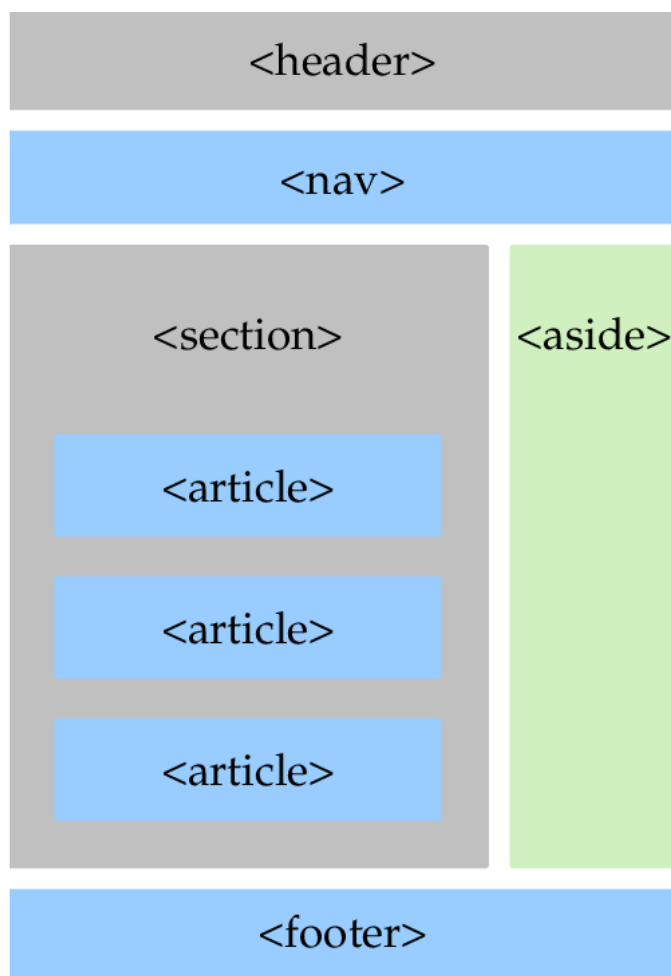 <header>
<nav>
<section>
<aside>
<article>
<article>
<article>
<footer>